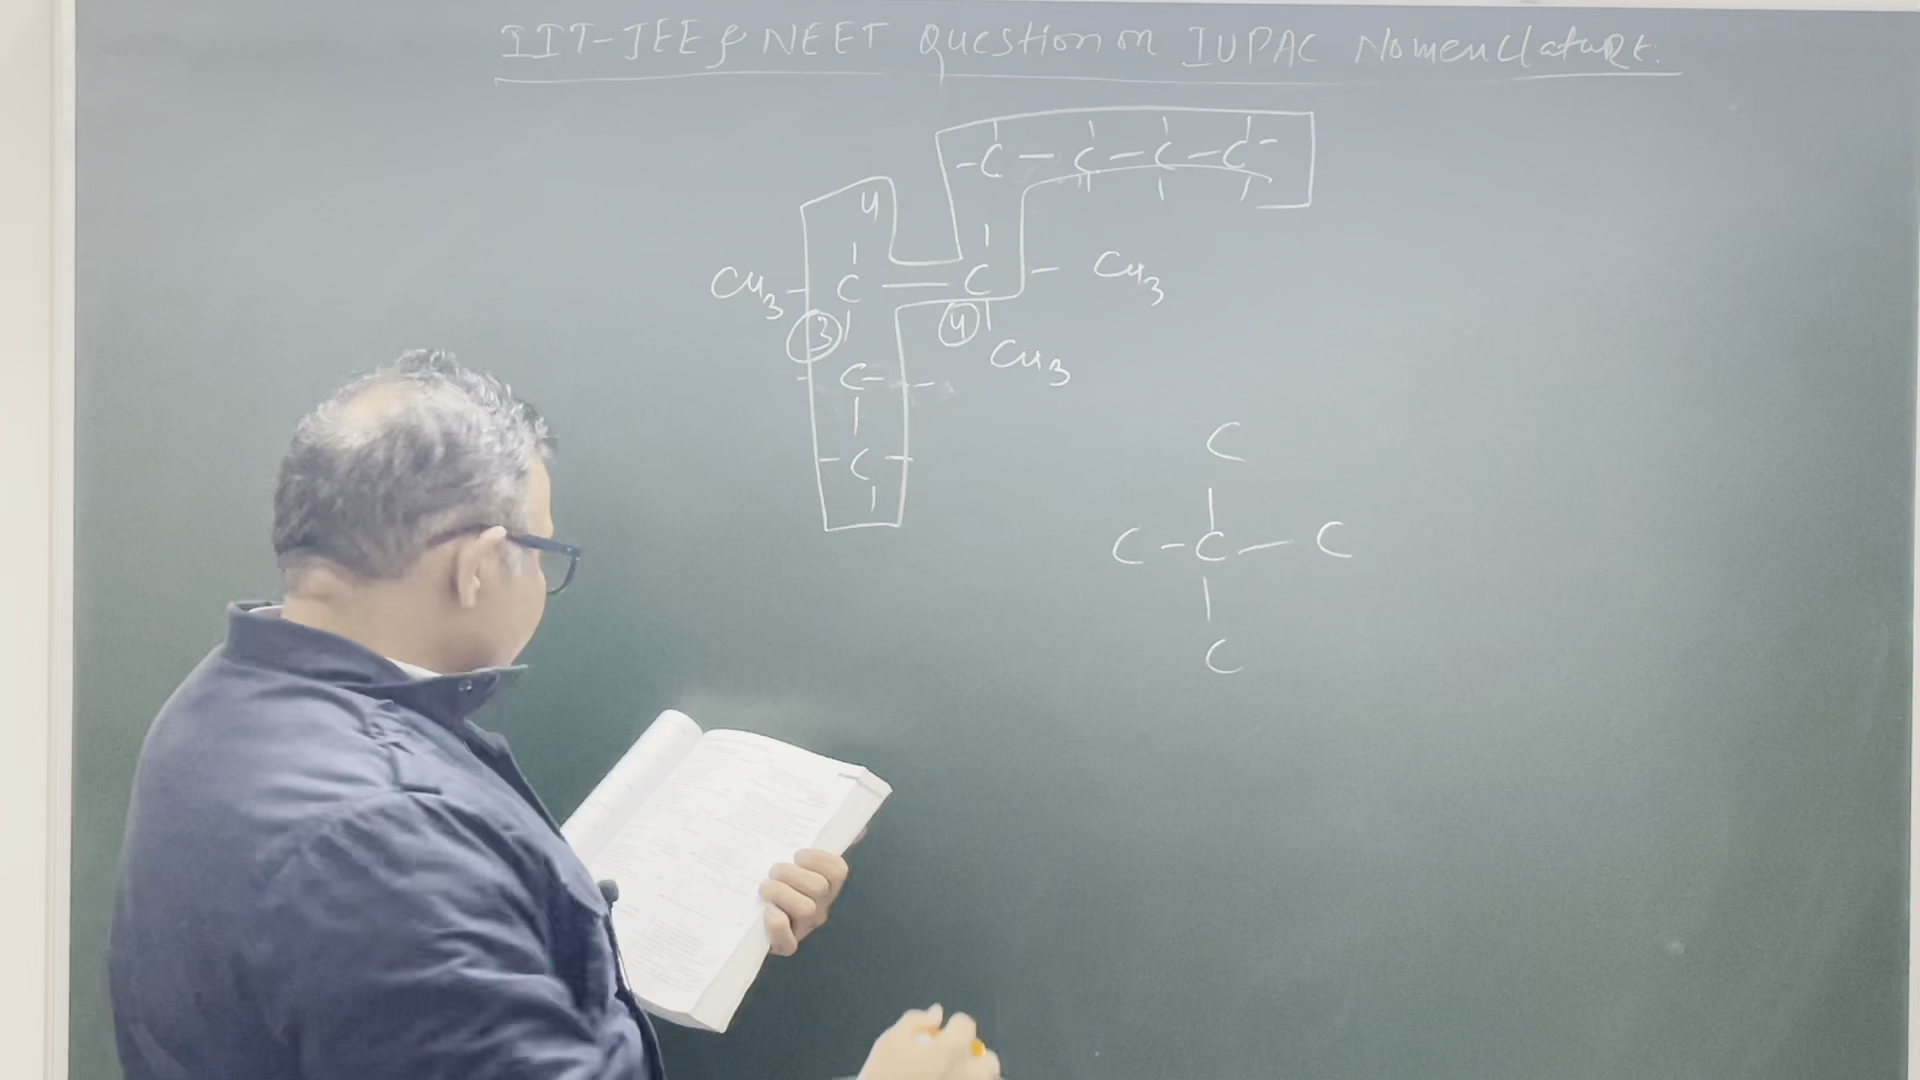 IIT-JEE & NEET Question on IUPAC Nomenclature.
-C-C-C-C-
4
CH3-C-C-CH3
3 4
CH3
C-
-C-
C
C-C-C
C